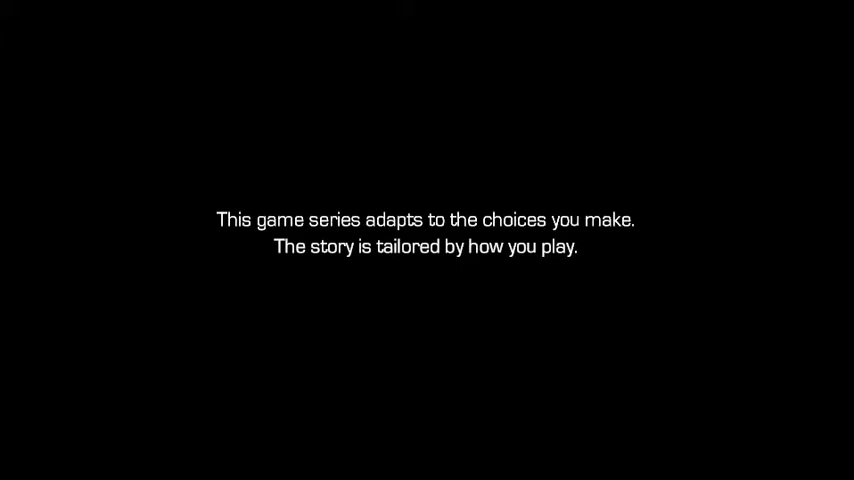 This game series adapts to the choices you make.
The story is tailored by how you play.